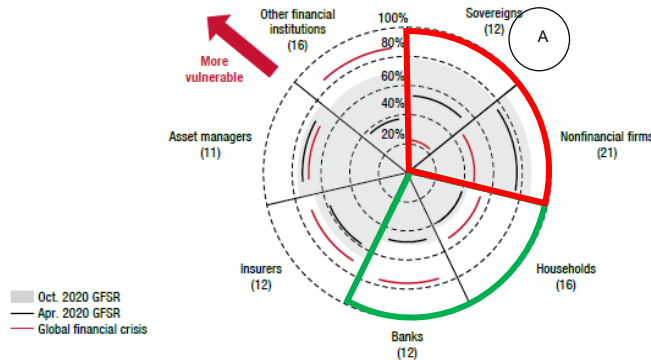 Other financial
institutions
(16)
100%
80%
60%
40%
20%
Sovereigns
(12)
A
More
vulnerable
Asset managers
(11)
Nonfinancial firms
(21)
Insurers
(12)
Households
(16)
Banks
(12)
Oct. 2020 GFSR
Apr. 2020 GFSR
Global financial crisis